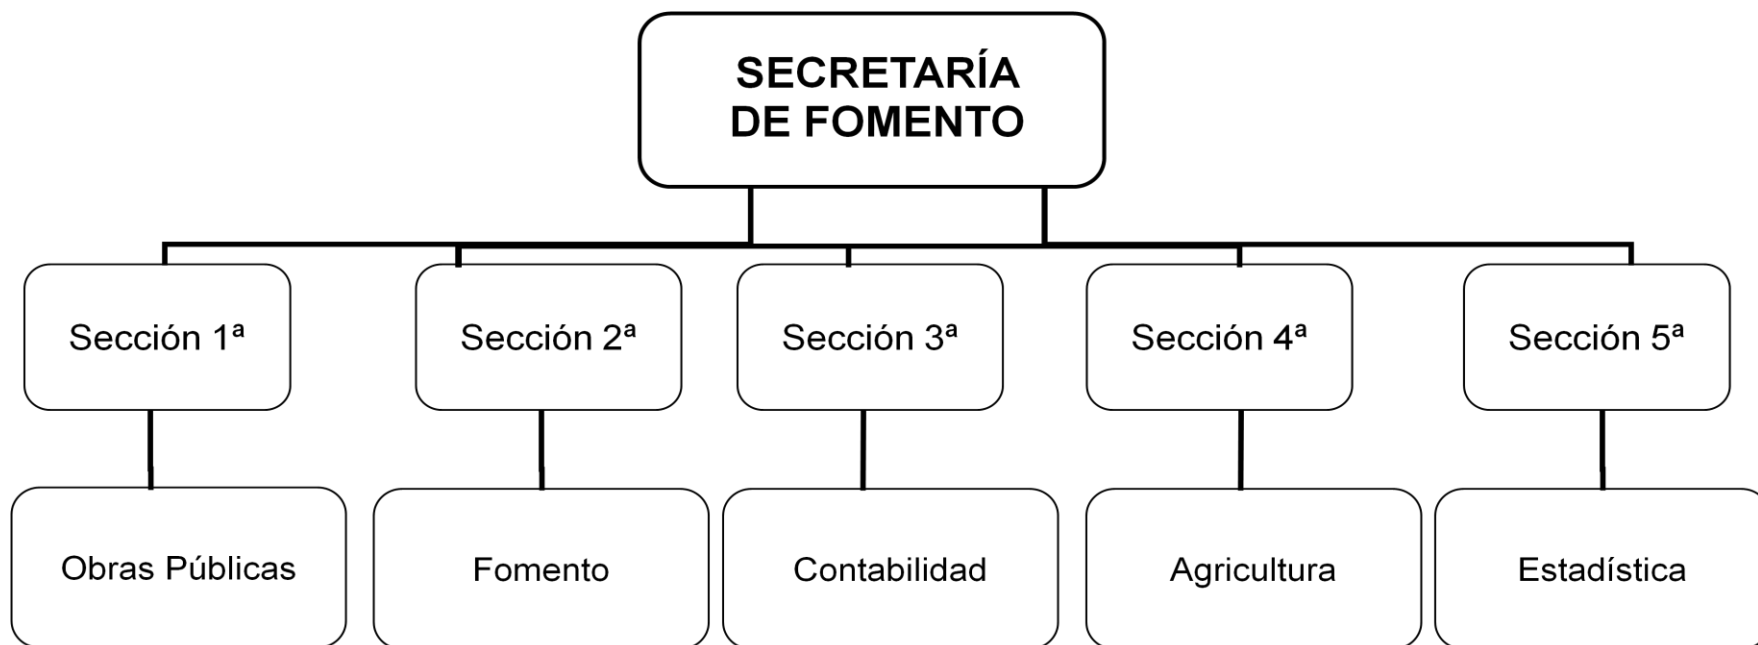 SECRETARÍA
DE FOMENTO
Sección 1ª
Sección 2ª
Sección 3ª
Sección 4ª
Sección 5ª
Obras Públicas
Fomento
Contabilidad
Agricultura
Estadística